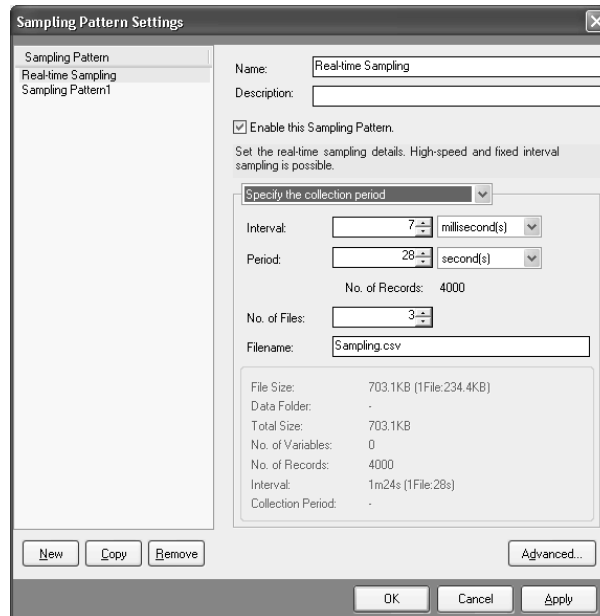 Sampling Pattern Settings
Sampling Pattern
Real-time Sampling
Sampling Pattern1
Name: Real-time Sampling
Description:
Enable this Sampling Pattern.
Set the real-time sampling details. High-speed and fixed interval
sampling is possible.
Specify the collection period
Interval: 7 millisecond(s)
Period: 28 second(s)
No. of Records: 4000
No. of Files: 3
Filename: Sampling.csv
File Size: 703.1KB (1File:234.4KB)
Data Folder: -
Total Size: 703.1KB
No. of Variables: 0
No. of Records: 4000
Interval: 1m24s (1File:28s)
Collection Period: -
New Copy Remove Advanced...
OK Cancel Apply